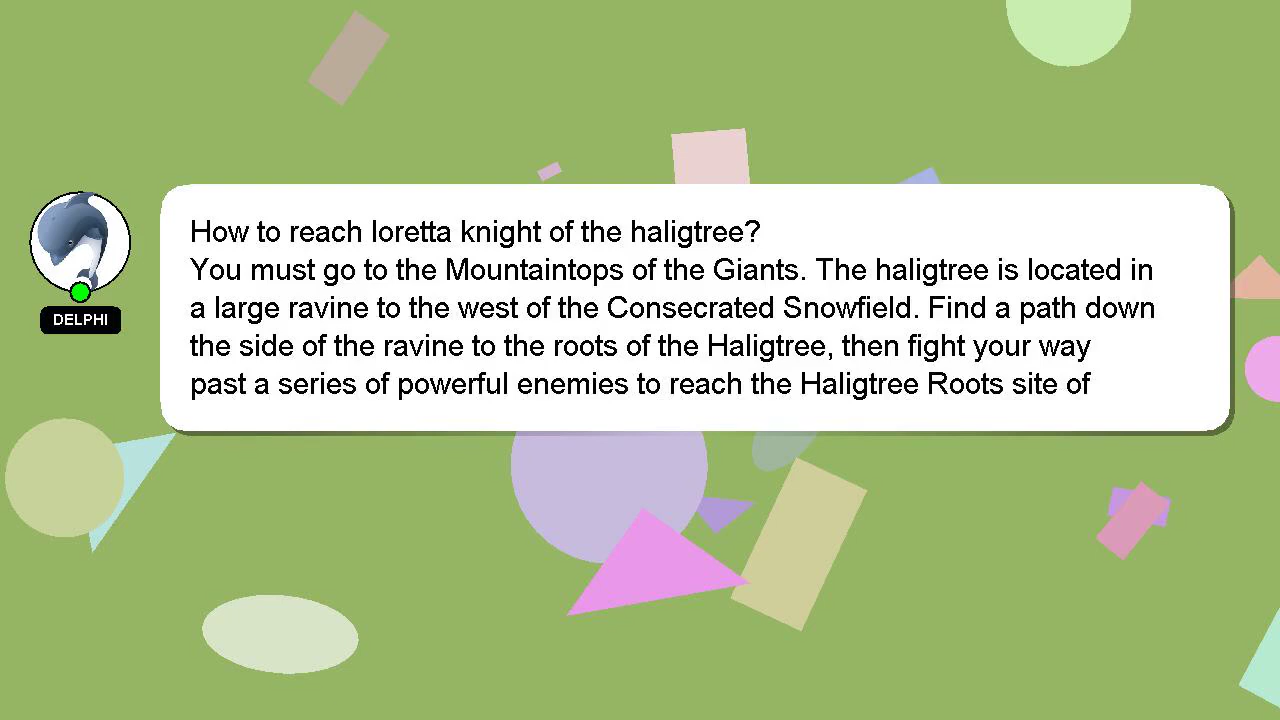 How to reach loretta knight of the haligtree?
You must go to the Mountaintops of the Giants. The haligtree is located in
a large ravine to the west of the Consecrated Snowfield. Find a path down
the side of the ravine to the roots of the Haligtree, then fight your way
past a series of powerful enemies to reach the Haligtree Roots site of
DELPHI